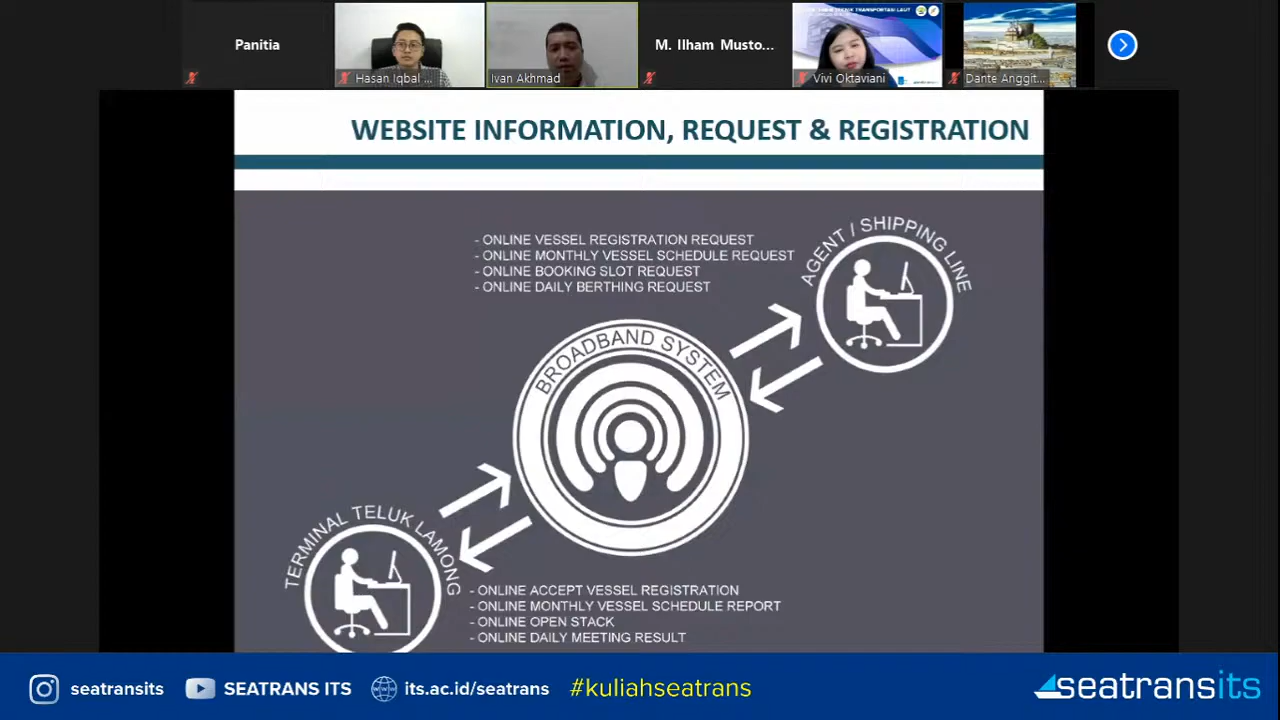 Panitia
Hasan Iqbal ...
Ivan Akhmad
M. Ilham Musto...
Vivi Oktaviani
Dante Anggit...
TRANSPORTASI LAUT
WEBSITE INFORMATION, REQUEST & REGISTRATION
- ONLINE VESSEL REGISTRATION REQUEST
- ONLINE MONTHLY VESSEL SCHEDULE REQUEST
- ONLINE BOOKING SLOT REQUEST
- ONLINE DAILY BERTHING REQUEST
AGENT / SHIPPING LINE
BROADBAND SYSTEM
TERMINAL TELUK LAMONG
- ONLINE ACCEPT VESSEL REGISTRATION
- ONLINE MONTHLY VESSEL SCHEDULE REPORT
- ONLINE OPEN STACK
- ONLINE DAILY MEETING RESULT
seatransits
SEATRANS ITS
its.ac.id/seatrans
#kuliahseatrans
seatransits